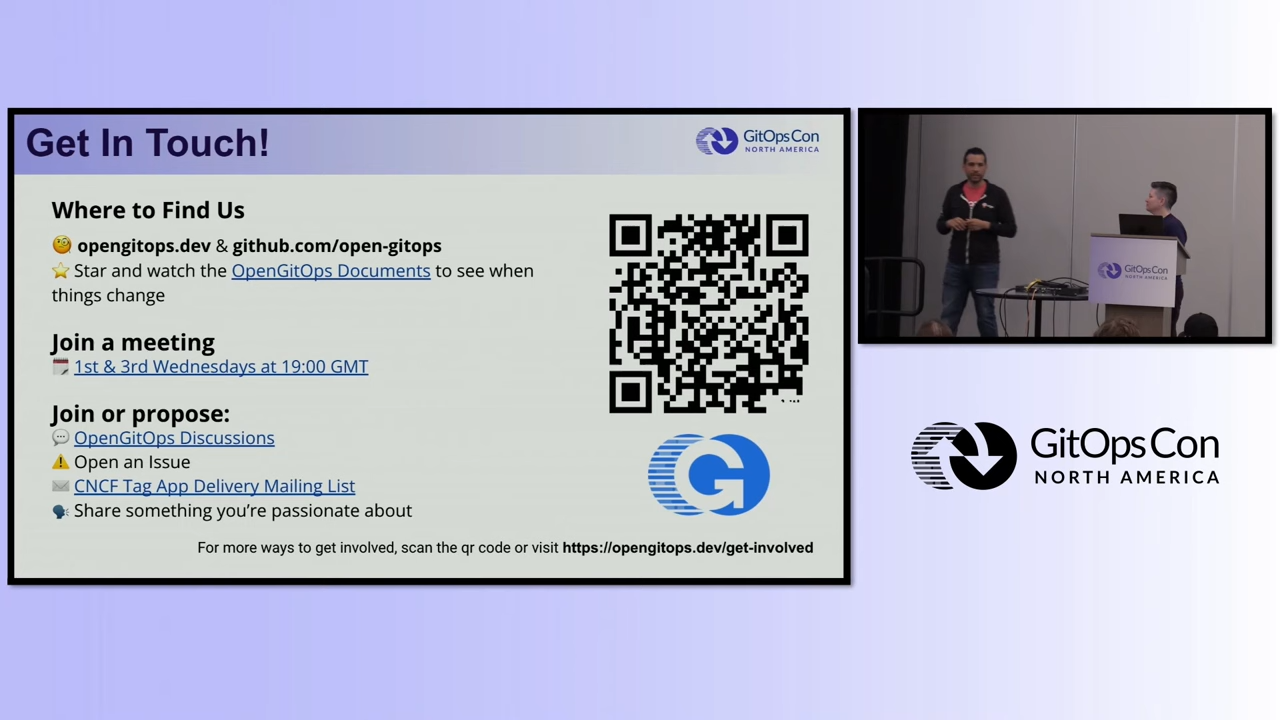 Get In Touch!
GitOps Con
NORTH AMERICA
Where to Find Us
opengitops.dev & github.com/open-gitops
Star and watch the OpenGitOps Documents to see when
things change
Join a meeting
1st & 3rd Wednesdays at 19:00 GMT
Join or propose:
OpenGitOps Discussions
Open an Issue
CNCF Tag App Delivery Mailing List
Share something you’re passionate about
For more ways to get involved, scan the qr code or visit https://opengitops.dev/get-involved
GitOpsCon
NORTH AMERICA
GitOps Con
NORTH AMERICA